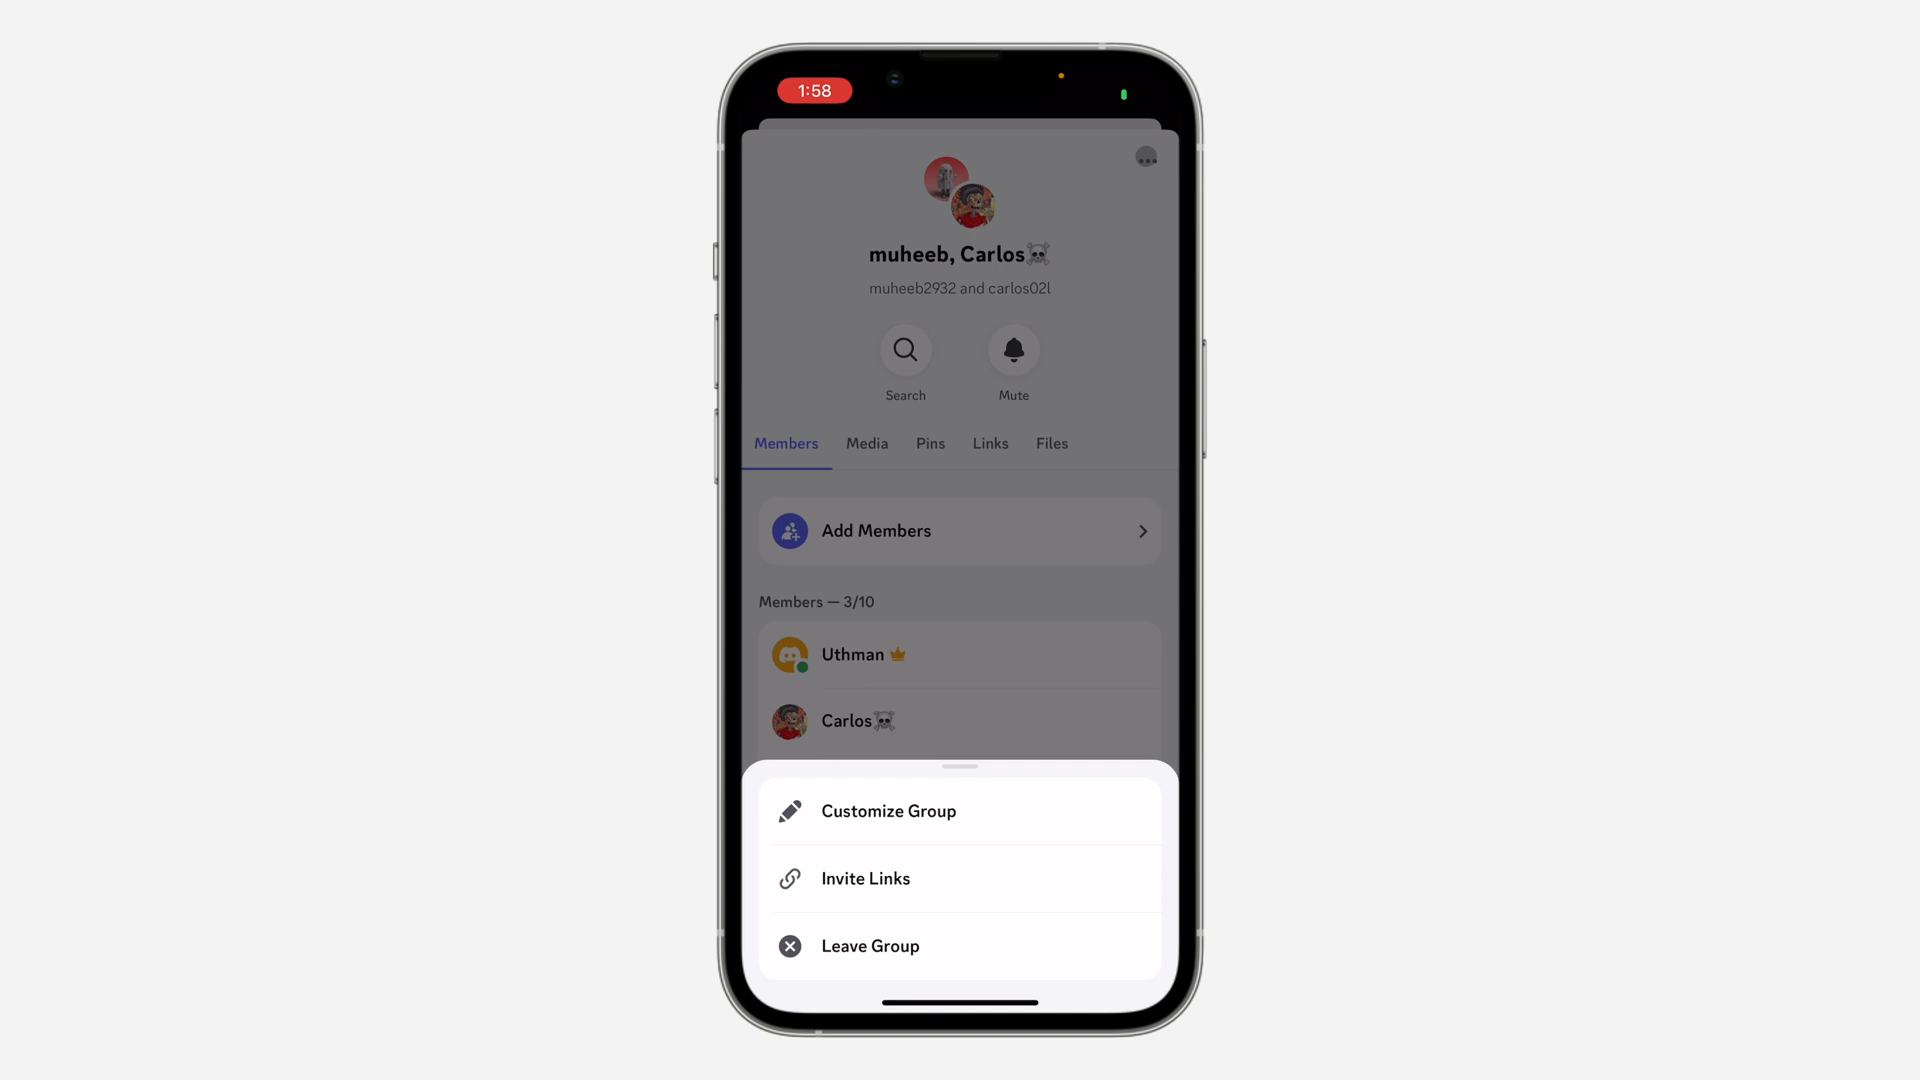 1:58
muheeb, Carlos☠️
muheeb2932 and carlos02l
Search
Mute
Members
Media
Pins
Links
Files
Add Members
Members — 3/10
Uthman
Carlos☠️
Customize Group
Invite Links
Leave Group